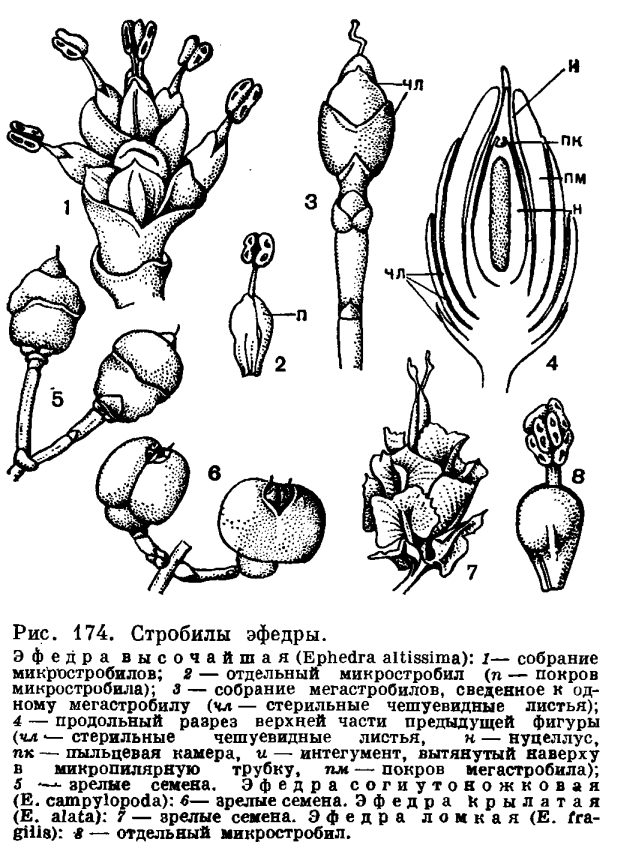 1
чл
3
и
пк
пм
н
чл
4
п
2
5
6
7
8
Рис. 174. Стробилы эфедры.
Эфедра высочайшая (Ephedra altissima): 1 — собрание
микростробилов; 2 — отдельный микростробил (п — покров
микростробила); 3 — собрание мегастробилов, сведенное к од-
ному мегастробилу (чл — стерильные чешуевидные листья);
4 — продольный разрез верхней части предыдущей фигуры
(чл — стерильные чешуевидные листья, н — нуцеллус,
пк — пыльцевая камера, и — интегумент, вытянутый наверху
в микропилярную трубку, пм — покров мегастробила);
5 — зрелые семена. Эфедра согнутоножковая
(E. campylopoda): 6 — зрелые семена. Эфедра крылатая
(E. alata): 7 — зрелые семена. Эфедра ломкая (E. fra-
gilis): 8 — отдельный микростробил.